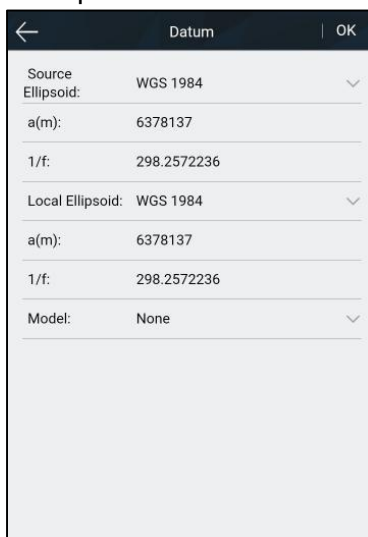 Datum | OK
Source
Ellipsoid: WGS 1984
a(m): 6378137
1/f: 298.2572236
Local Ellipsoid: WGS 1984
a(m): 6378137
1/f: 298.2572236
Model: None